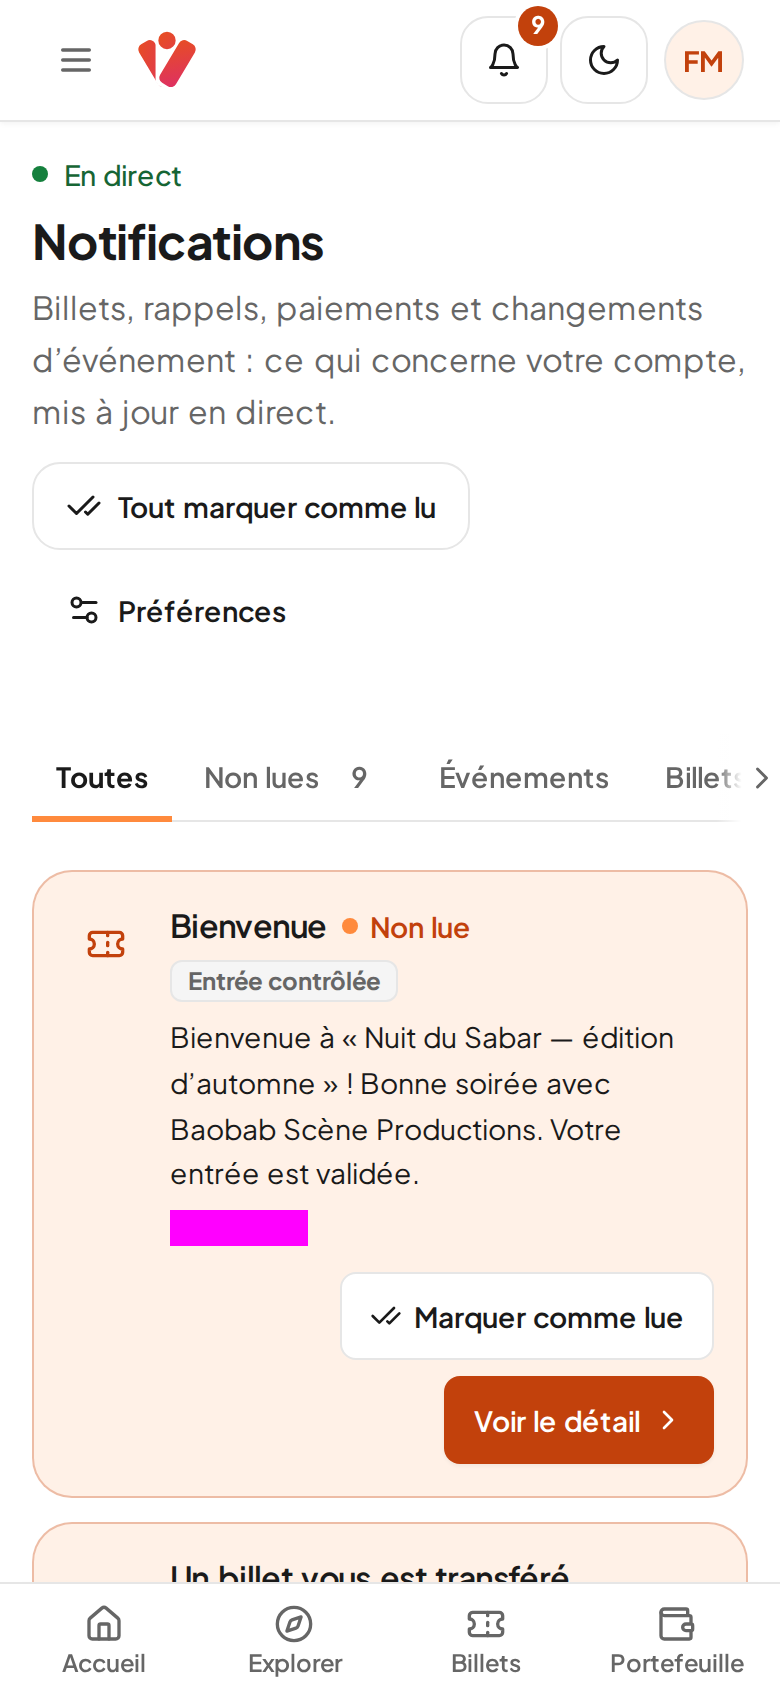 9
FM
En direct
Notifications
Billets, rappels, paiements et changements
d’événement : ce qui concerne votre compte,
mis à jour en direct.
Tout marquer comme lu
Préférences
Toutes
Non lues 9
Événements
Billets
Bienvenue
Non lue
Entrée contrôlée
Bienvenue à « Nuit du Sabar — édition
d’automne » ! Bonne soirée avec
Baobab Scène Productions. Votre
entrée est validée.
Marquer comme lue
Voir le détail
Un billet vous est transféré
Accueil
Explorer
Billets
Portefeuille